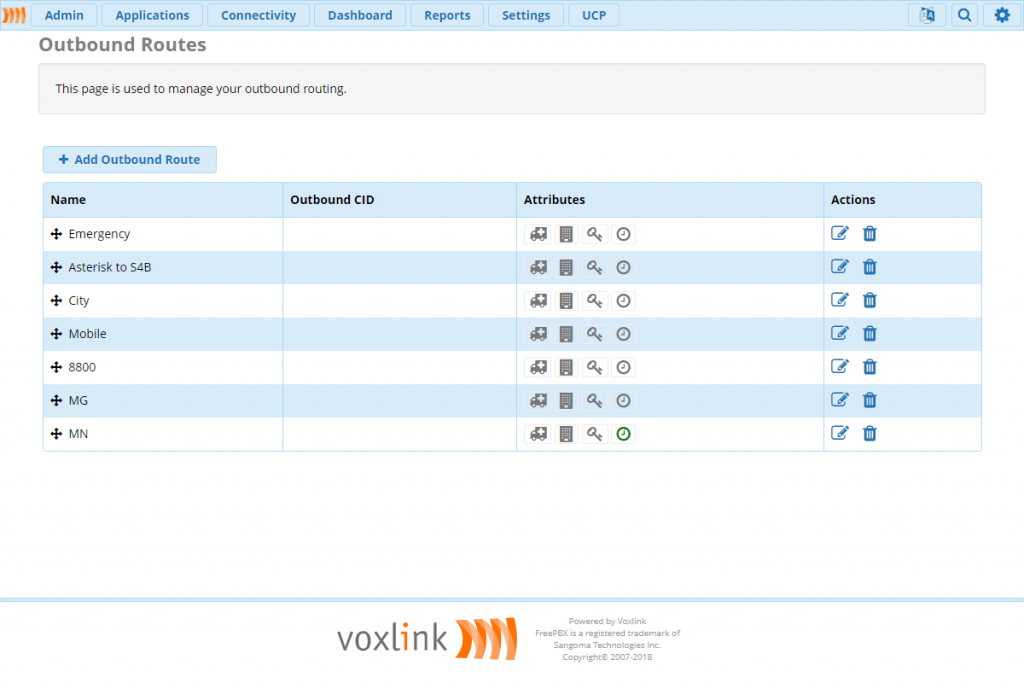 Admin Applications Connectivity Dashboard Reports Settings UCP
Outbound Routes
This page is used to manage your outbound routing.
Add Outbound Route
Name Outbound CID Attributes Actions
Emergency
Asterisk to S4B
City
Mobile
8800
MG
MN
voxlink
Powered by Voxlink
FreePBX is a registered trademark of
Sangoma Technologies Inc.
Copyright© 2007-2018